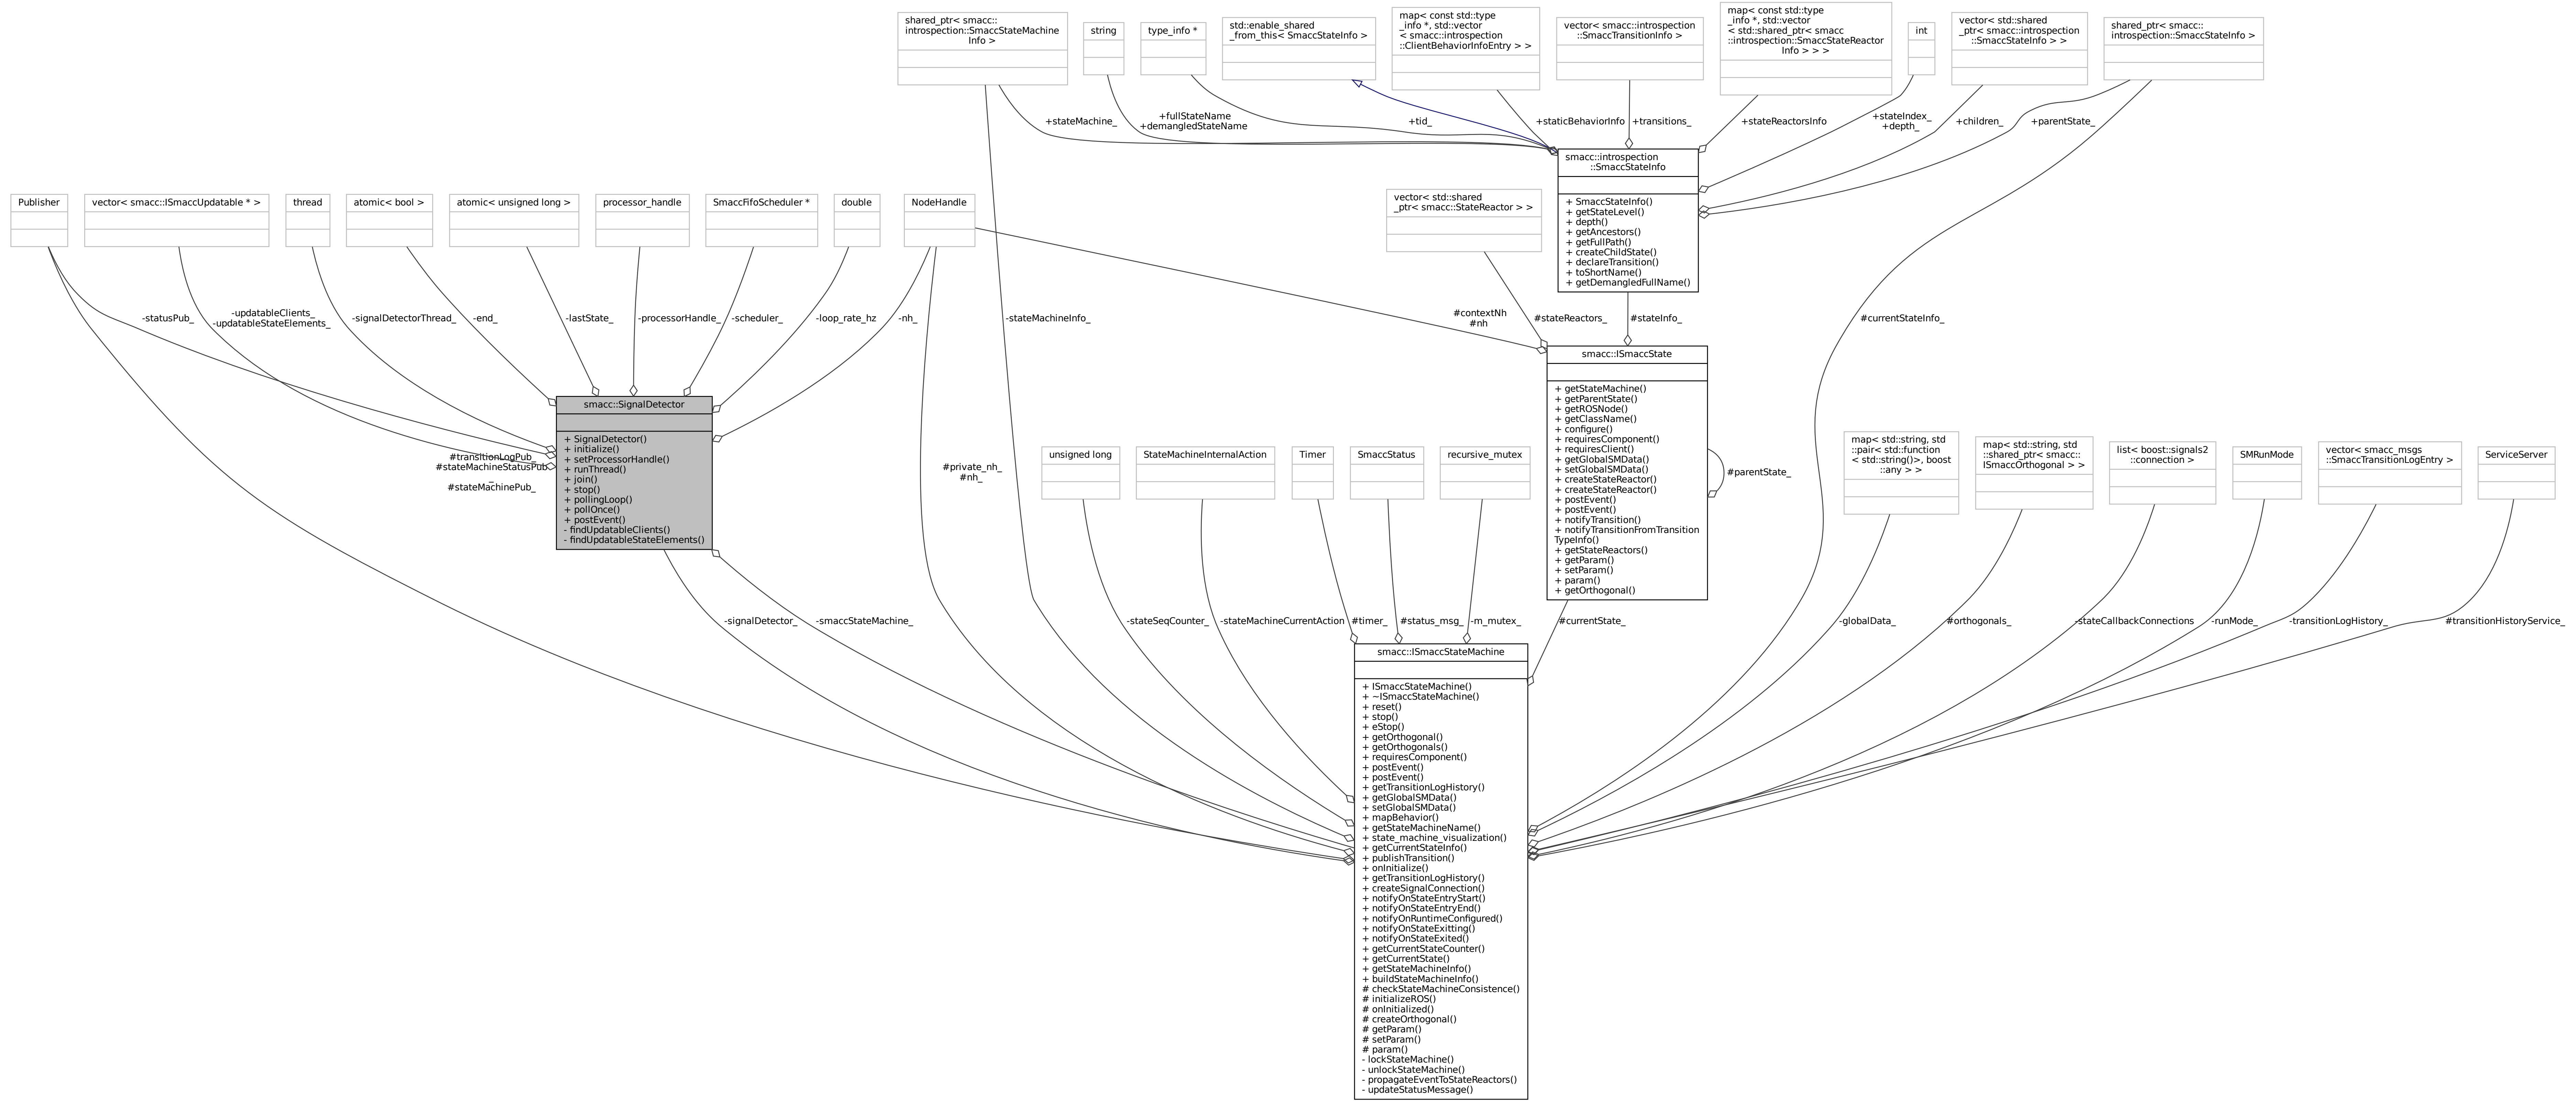 shared_ptr< smacc::
introspection::SmaccStateMachine
Info >
string
type_info *
std::enable_shared
_from_this< SmaccStateInfo >
map< const std::type
_info *, std::vector
< smacc::introspection
::ClientBehaviorInfoEntry > >
vector< smacc::introspection
::SmaccTransitionInfo >
map< const std::type
_info *, std::vector
< std::shared_ptr< smacc
::introspection::SmaccStateReactor
Info > > >
int
vector< std::shared
_ptr< smacc::introspection
::SmaccStateInfo > >
shared_ptr< smacc::
introspection::SmaccStateInfo >
+stateMachine_
+fullStateName
+demangledStateName
+tid_
+staticBehaviorInfo
+transitions_
+stateReactorsInfo
+stateIndex_
+depth_
+children_
+parentState_
smacc::introspection
::SmaccStateInfo
+ SmaccStateInfo()
+ getStateLevel()
+ depth()
+ getAncestors()
+ getFullPath()
+ createChildState()
+ declareTransition()
+ toShortName()
+ getDemangledFullName()
Publisher
vector< smacc::ISmaccUpdatable * >
thread
atomic< bool >
atomic< unsigned long >
processor_handle
SmaccFifoScheduler *
double
NodeHandle
vector< std::shared
_ptr< smacc::StateReactor > >
-statusPub_
-updatableClients_
-updatableStateElements_
-signalDetectorThread_
-end_
-lastState_
-processorHandle_
-scheduler_
-loop_rate_hz
-nh_
-stateMachineInfo_
#contextNh
#nh
#stateReactors_
#stateInfo_
#currentStateInfo_
smacc::ISmaccState
+ getStateMachine()
+ getParentState()
+ getROSNode()
+ getClassName()
+ configure()
+ requiresComponent()
+ requiresClient()
+ getGlobalSMData()
+ setGlobalSMData()
+ createStateReactor()
+ createStateReactor()
+ postEvent()
+ postEvent()
+ notifyTransition()
+ notifyTransitionFromTransition
TypeInfo()
+ getStateReactors()
+ getParam()
+ setParam()
+ param()
+ getOrthogonal()
#parentState_
smacc::SignalDetector
+ SignalDetector()
+ initialize()
+ setProcessorHandle()
+ runThread()
+ join()
+ stop()
+ pollingLoop()
+ pollOnce()
+ postEvent()
- findUpdatableClients()
- findUpdatableStateElements()
#transitionLogPub_
#stateMachineStatusPub
_
#stateMachinePub_
#private_nh_
#nh_
unsigned long
StateMachineInternalAction
Timer
SmaccStatus
recursive_mutex
map< std::string, std
::pair< std::function
< std::string()>, boost
::any > >
map< std::string, std
::shared_ptr< smacc::
ISmaccOrthogonal > >
list< boost::signals2
::connection >
SMRunMode
vector< smacc_msgs
::SmaccTransitionLogEntry >
ServiceServer
-signalDetector_
-smaccStateMachine_
-stateSeqCounter_
-stateMachineCurrentAction
#timer_
#status_msg_
-m_mutex_
#currentState_
-globalData_
#orthogonals_
-stateCallbackConnections
-runMode_
-transitionLogHistory_
#transitionHistoryService_
smacc::ISmaccStateMachine
+ ISmaccStateMachine()
+ ~ISmaccStateMachine()
+ reset()
+ stop()
+ eStop()
+ getOrthogonal()
+ getOrthogonals()
+ requiresComponent()
+ postEvent()
+ postEvent()
+ getTransitionLogHistory()
+ getGlobalSMData()
+ setGlobalSMData()
+ mapBehavior()
+ getStateMachineName()
+ state_machine_visualization()
+ getCurrentStateInfo()
+ publishTransition()
+ onInitialize()
+ getTransitionLogHistory()
+ createSignalConnection()
+ notifyOnStateEntryStart()
+ notifyOnStateEntryEnd()
+ notifyOnRuntimeConfigured()
+ notifyOnStateExitting()
+ notifyOnStateExited()
+ getCurrentStateCounter()
+ getCurrentState()
+ getStateMachineInfo()
+ buildStateMachineInfo()
# checkStateMachineConsistence()
# initializeROS()
# onInitialized()
# createOrthogonal()
# getParam()
# setParam()
# param()
- lockStateMachine()
- unlockStateMachine()
- propagateEventToStateReactors()
- updateStatusMessage()